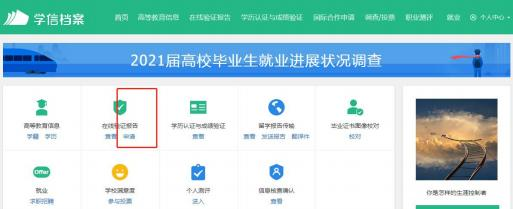 学信档案 首页 高等教育信息 在线验证报告 学历认证与成绩验证 国际合作申请 调查/投票 职业测评 就业 个人中心
2021届高校毕业生就业进展状况调查
高等教育信息 在线验证报告 学历认证与成绩验证 留学报告传输 毕业证书图像校对
学籍 学历 查看 申请 查看 查看 发送报告 翻译件 校对
Offer
就业 学校满意度 个人测评 信息核查确认
求职招聘 参与投票 进入 查看
你是怎样的生涯控制者